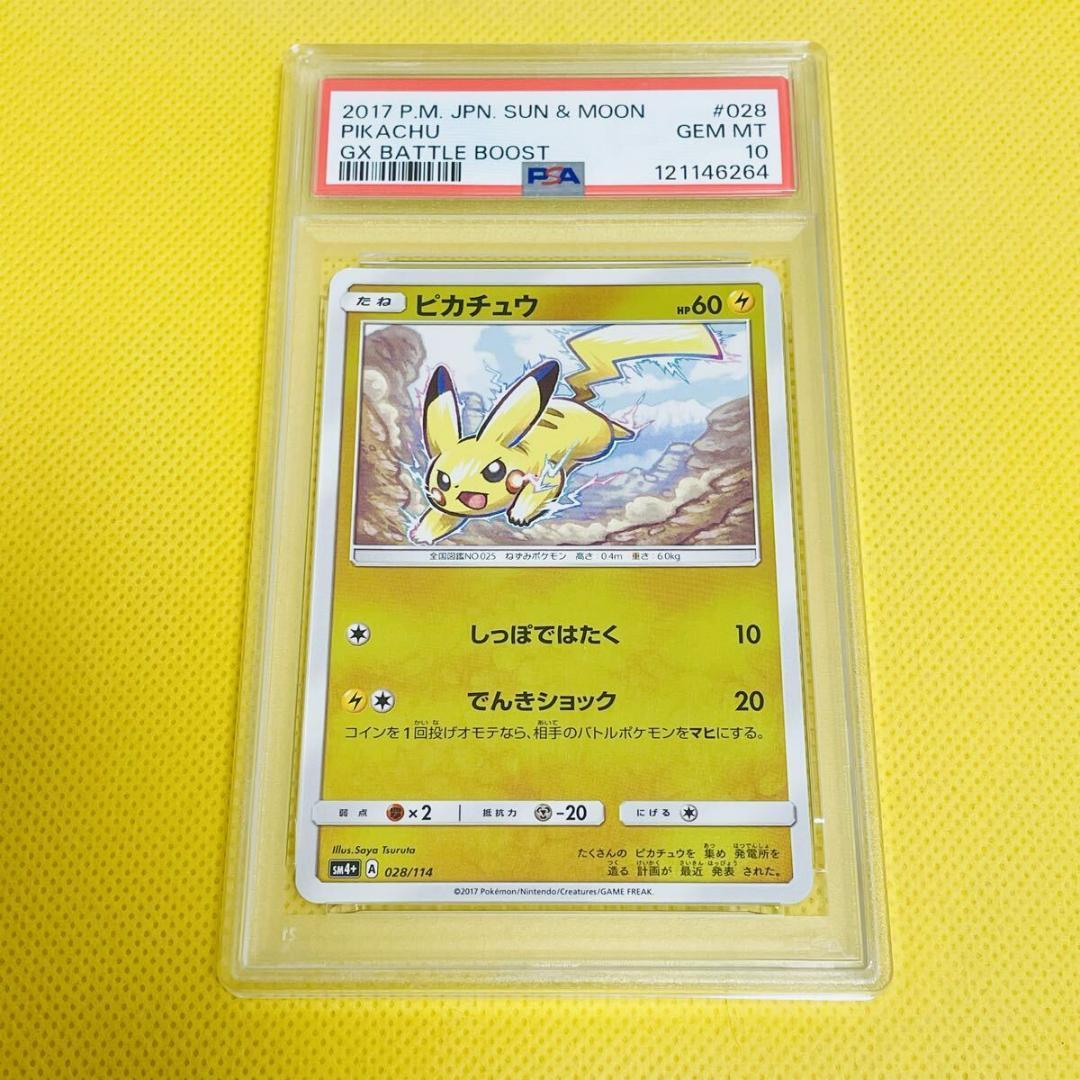 2017 P.M. JPN. SUN & MOON #028
PIKACHU GEM MT
GX BATTLE BOOST 10
PSA 121146264
たね ピカチュウ HP60
全国図鑑NO.025 ねずみポケモン 高さ:0.4m 重さ:6.0kg
しっぽではたく 10
でんきショック 20
コインを1回投げオモテなら、相手のバトルポケモンをマヒにする。
弱点 ×2 抵抗力 -20 にげる
Illus.Saya Tsuruta
SM4+ A 028/114
たくさんの ピカチュウを 集め 発電所を
造る 計画が 最近 発表 された。
©2017 Pokémon/Nintendo/Creatures/GAME FREAK.